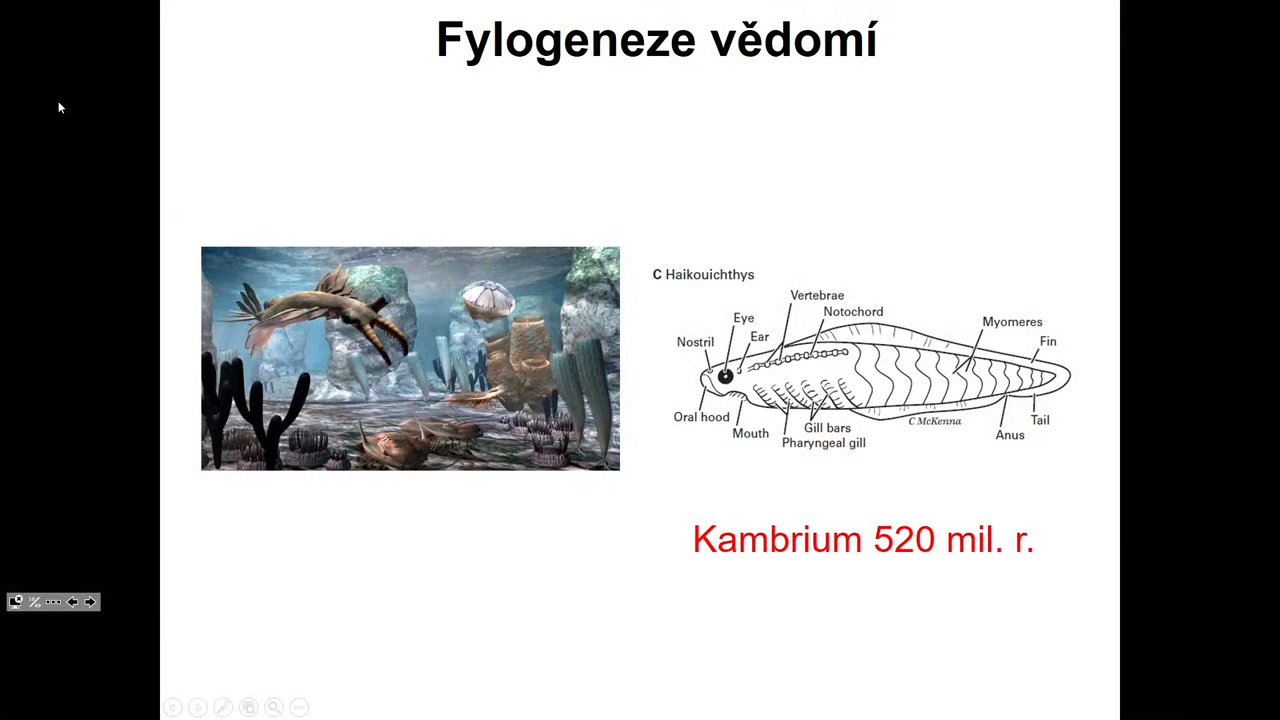 Fylogeneze vědomí
C Haikouichthys
Vertebrae
Notochord
Eye
Ear
Nostril
Myomeres
Fin
Oral hood
Mouth
Gill bars
Pharyngeal gill
C McKenna
Anus
Tail
Kambrium 520 mil. r.